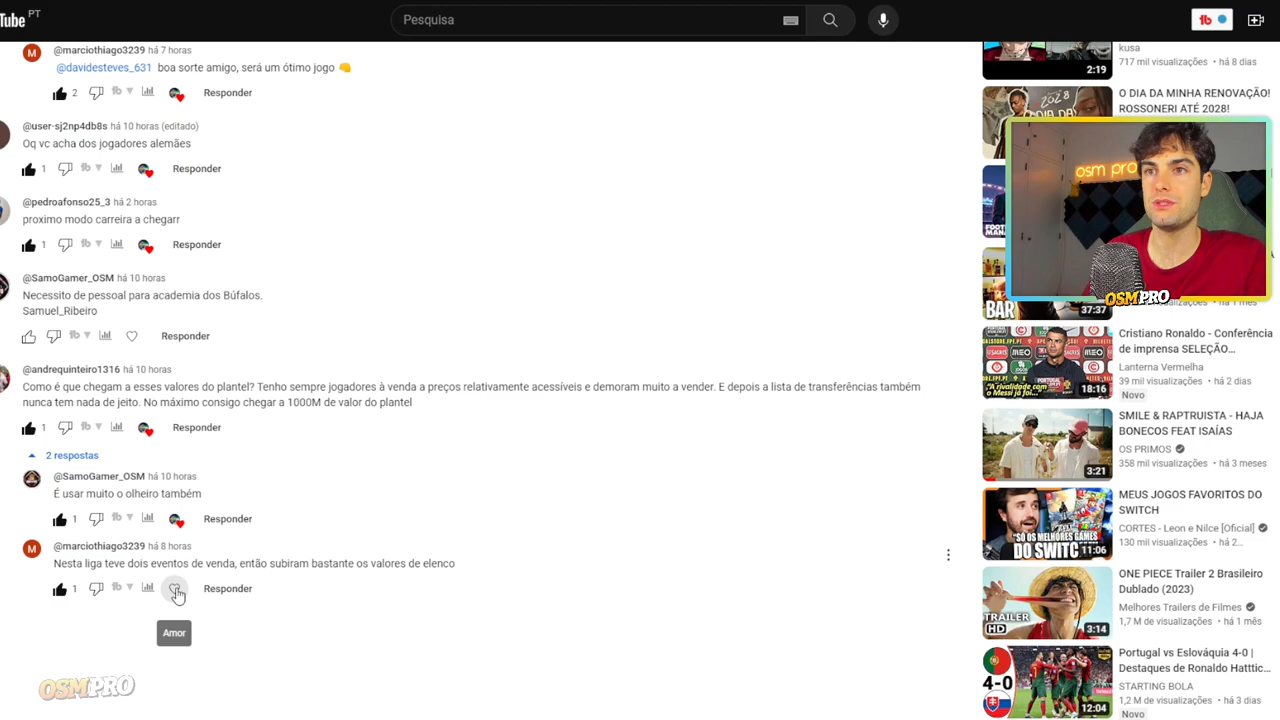 Tube PT
Pesquisa
@marciothiago3239 há 7 horas
@davidesteves_631 boa sorte amigo, será um ótimo jogo
2
Responder
@user-sj2np4db8s há 10 horas (editado)
Oq vc acha dos jogadores alemães
1
Responder
@pedroafonso25_3 há 2 horas
proximo modo carreira a chegarr
1
Responder
@SamoGamer_OSM há 10 horas
Necessito de pessoal para academia dos Búfalos.
Samuel_Ribeiro
Responder
@andrequinteiro1316 há 10 horas
Como é que chegam a esses valores do plantel? Tenho sempre jogadores à venda a preços relativamente acessíveis e demoram muito a vender. E depois a lista de transferências também
nunca tem nada de jeito. No máximo consigo chegar a 1000M de valor do plantel
1
Responder
2 respostas
@SamoGamer_OSM há 10 horas
É usar muito o olheiro também
1
Responder
@marciothiago3239 há 8 horas
Nesta liga teve dois eventos de venda, então subiram bastante os valores de elenco
1
Responder
Amor
OSMPRO
kusa
717 mil visualizações • há 8 dias
2:19
O DIA DA MINHA RENOVAÇÃO!
ROSSONERI ATÉ 2028!
osm pro
OSMPRO
BAR
37:37
Cristiano Ronaldo - Conferência
de imprensa SELEÇÃO...
Lanterna Vermelha
39 mil visualizações • há 2 dias
Novo
18:16
SMILE & RAPTRUISTA - HAJA
BONECOS FEAT ISAÍAS
OS PRIMOS
358 mil visualizações • há 3 meses
3:21
MEUS JOGOS FAVORITOS DO
SWITCH
CORTES - Leon e Nilce [Oficial]
130 mil visualizações • há 2...
"SÓ OS MELHORES GAMES
DO SWITCH
11:06
ONE PIECE Trailer 2 Brasileiro
Dublado (2023)
Melhores Trailers de Filmes
1,7 M de visualizações • há 1 mês
TRAILER
HD
3:14
Portugal vs Eslováquia 4-0 |
Destaques de Ronaldo Hatttic...
STARTING BOLA
1,2 M de visualizações • há 3 dias
Novo
4-0
12:04